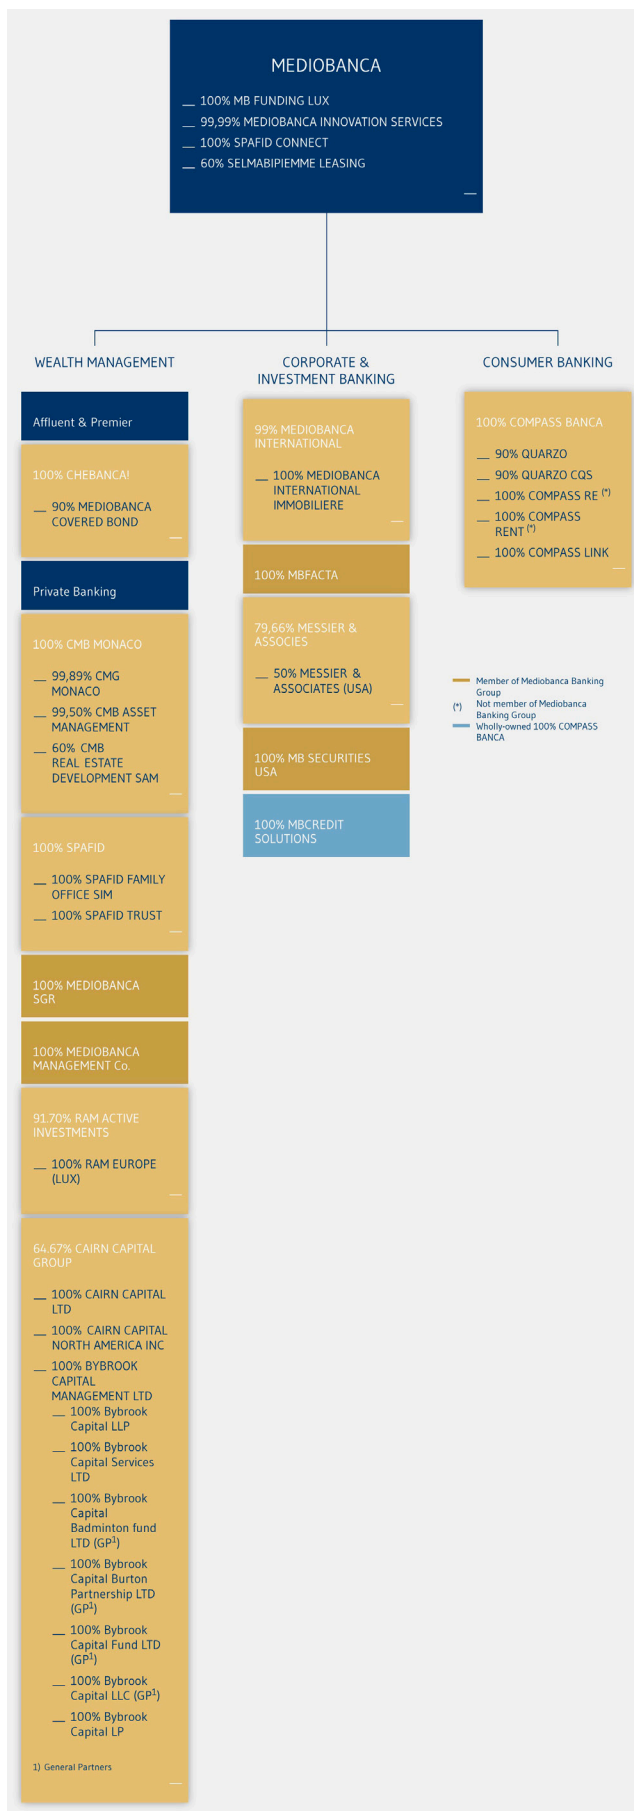 MEDIOBANCA
100% MB FUNDING LUX
99,99% MEDIOBANCA INNOVATION SERVICES
100% SPAFID CONNECT
60% SELMABIPIEMME LEASING
WEALTH MANAGEMENT
Affluent & Premier
100% CHEBANCA!
90% MEDIOBANCA
COVERED BOND
Private Banking
100% CMB MONACO
99,89% CMG
MONACO
99,50% CMB ASSET
MANAGEMENT
60% CMB
REAL ESTATE
DEVELOPMENT SAM
100% SPAFID
100% SPAFID FAMILY
OFFICE SIM
100% SPAFID TRUST
100% MEDIOBANCA
SGR
100% MEDIOBANCA
MANAGEMENT Co.
91.70% RAM ACTIVE
INVESTMENTS
100% RAM EUROPE
(LUX)
64.67% CAIRN CAPITAL
GROUP
100% CAIRN CAPITAL
LTD
100% CAIRN CAPITAL
NORTH AMERICA INC
100% BYBROOK
CAPITAL
MANAGEMENT LTD
100% Bybrook
Capital LLP
100% Bybrook
Capital Services
LTD
100% Bybrook
Capital
Badminton fund
LTD (GP¹)
100% Bybrook
Capital Burton
Partnership LTD
(GP¹)
100% Bybrook
Capital Fund LTD
(GP¹)
100% Bybrook
Capital LLC (GP¹)
100% Bybrook
Capital LP
1) General Partners
CORPORATE &
INVESTMENT BANKING
99% MEDIOBANCA
INTERNATIONAL
100% MEDIOBANCA
INTERNATIONAL
IMMOBILIERE
100% MBFACTA
79,66% MESSIER &
ASSOCIES
50% MESSIER &
ASSOCIATES (USA)
100% MB SECURITIES
USA
100% MBCREDIT
SOLUTIONS
CONSUMER BANKING
100% COMPASS BANCA
90% QUARZO
90% QUARZO CQS
100% COMPASS RE (*)
100% COMPASS
RENT (*)
100% COMPASS LINK
Member of Mediobanca Banking
Group
(*) Not member of Mediobanca
Banking Group
Wholly-owned 100% COMPASS
BANCA